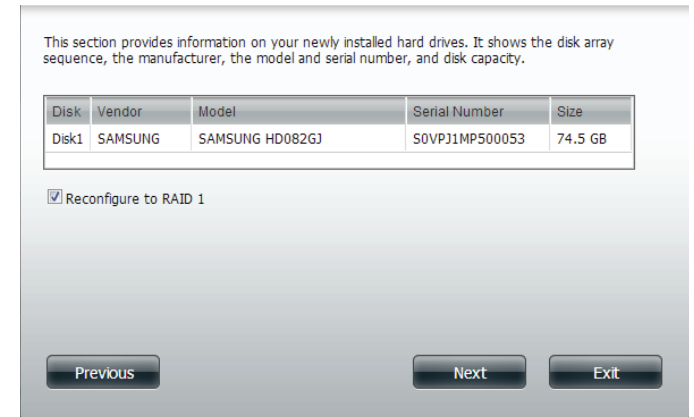 This section provides information on your newly installed hard drives. It shows the disk array
sequence, the manufacturer, the model and serial number, and disk capacity.
Disk Vendor Model Serial Number Size
Disk1 SAMSUNG SAMSUNG HD082GJ S0VPJ1MP500053 74.5 GB
Reconfigure to RAID 1
Previous Next Exit